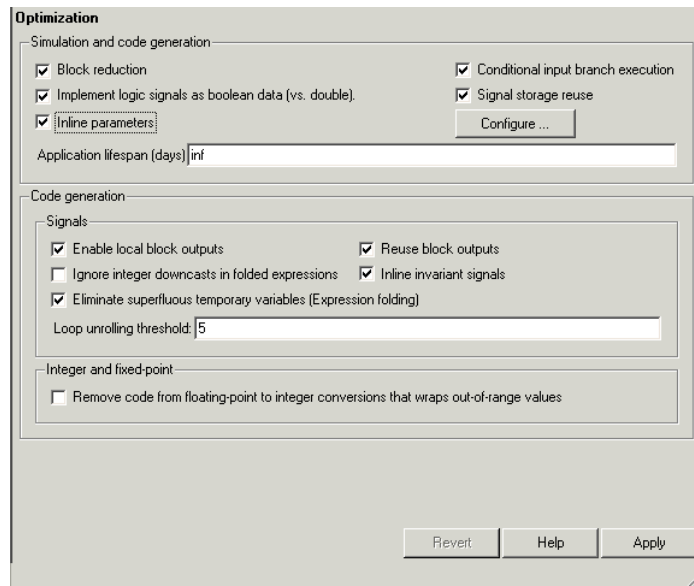 Optimization
Simulation and code generation
Block reduction
Conditional input branch execution
Implement logic signals as boolean data (vs. double).
Signal storage reuse
Inline parameters
Configure ...
Application lifespan (days) inf
Code generation
Signals
Enable local block outputs
Reuse block outputs
Ignore integer downcasts in folded expressions
Inline invariant signals
Eliminate superfluous temporary variables (Expression folding)
Loop unrolling threshold: 5
Integer and fixed-point
Remove code from floating-point to integer conversions that wraps out-of-range values
Revert
Help
Apply